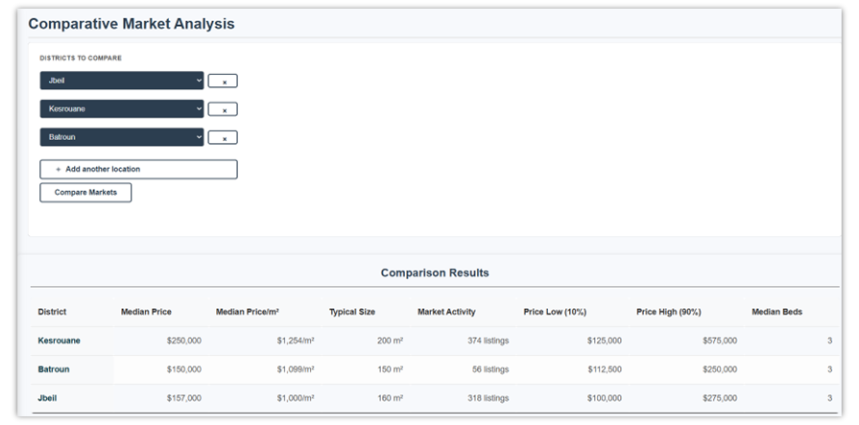 Comparative Market Analysis
DISTRICTS TO COMPARE
Jbeil
×
Kesrouane
×
Batroun
×
+ Add another location
Compare Markets
Comparison Results
District Median Price Median Price/m² Typical Size Market Activity Price Low (10%) Price High (90%) Median Beds
Kesrouane $250,000 $1,254/m² 200 m² 374 listings $125,000 $575,000 3
Batroun $150,000 $1,099/m² 150 m² 56 listings $112,500 $250,000 3
Jbeil $157,000 $1,000/m² 160 m² 318 listings $100,000 $275,000 3